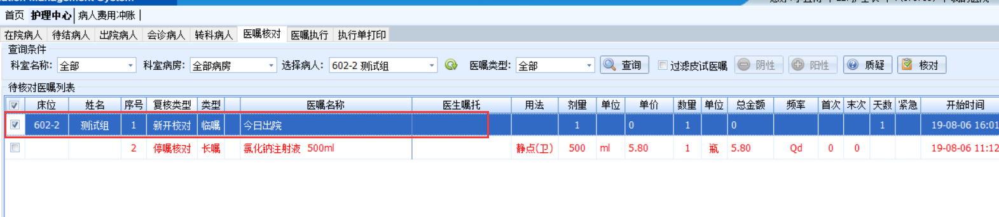 首页 护理中心 病人费用冲账
在院病人 待结病人 出院病人 会诊病人 转科病人 医嘱核对 医嘱执行 执行单打印
查询条件
科室名称: 全部 科室病房: 全部病房 选择病人: 602-2 测试组 医嘱类型: 全部 查询 过滤皮试医嘱 阴性 阳性 质疑 核对
待核对医嘱列表
床位 姓名 序号 复核类型 类型 医嘱名称 医生嘱托 用法 剂量 单位 单价 数量 单位 总金额 频率 首次 末次 天数 紧急 开始时间
602-2 测试组 1 新开核对 临嘱 今日出院 1 0 1 0 1 19-08-06 16:01
2 停嘱核对 长嘱 氯化钠注射液 500ml 静点(卫) 500 ml 5.80 1 瓶 5.80 Qd 0 0 19-08-06 11:12